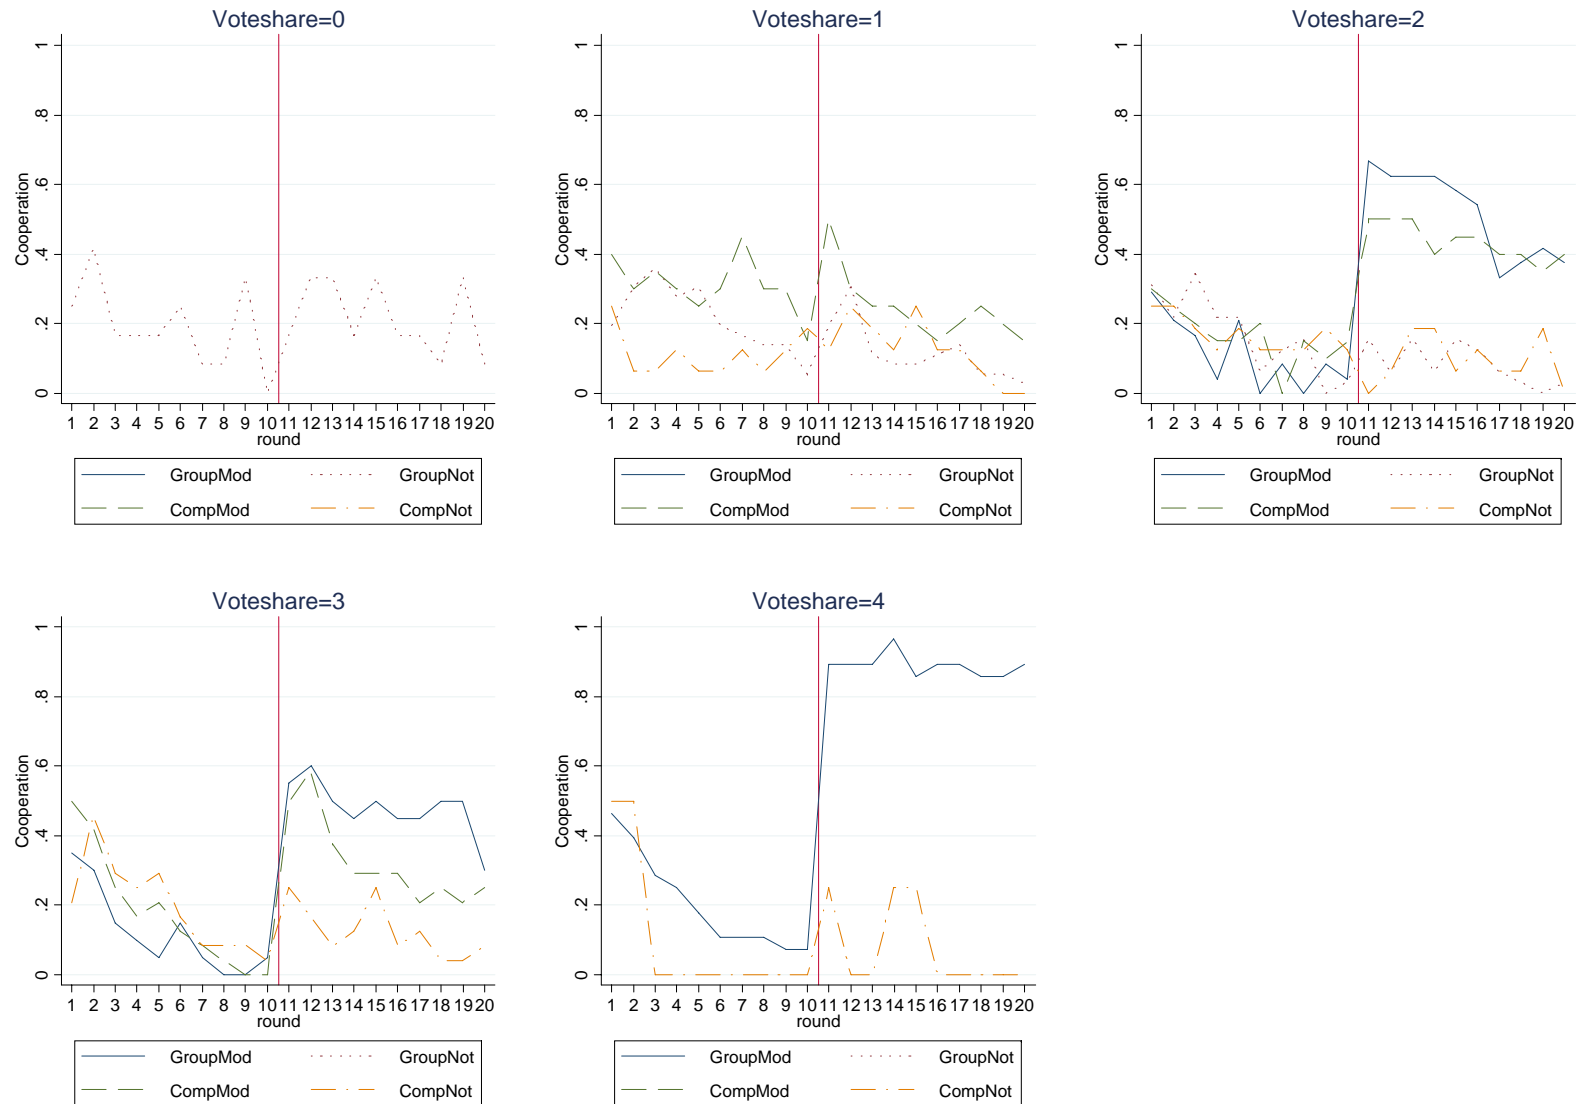 Voteshare=0
Cooperation
1
.8
.6
.4
.2
0
1 2 3 4 5 6 7 8 9 10 11 12 13 14 15 16 17 18 19 20
round
GroupMod GroupNot
CompMod CompNot
Voteshare=1
Cooperation
1
.8
.6
.4
.2
0
1 2 3 4 5 6 7 8 9 10 11 12 13 14 15 16 17 18 19 20
round
GroupMod GroupNot
CompMod CompNot
Voteshare=2
Cooperation
1
.8
.6
.4
.2
0
1 2 3 4 5 6 7 8 9 10 11 12 13 14 15 16 17 18 19 20
round
GroupMod GroupNot
CompMod CompNot
Voteshare=3
Cooperation
1
.8
.6
.4
.2
0
1 2 3 4 5 6 7 8 9 10 11 12 13 14 15 16 17 18 19 20
round
GroupMod GroupNot
CompMod CompNot
Voteshare=4
Cooperation
1
.8
.6
.4
.2
0
1 2 3 4 5 6 7 8 9 10 11 12 13 14 15 16 17 18 19 20
round
GroupMod GroupNot
CompMod CompNot